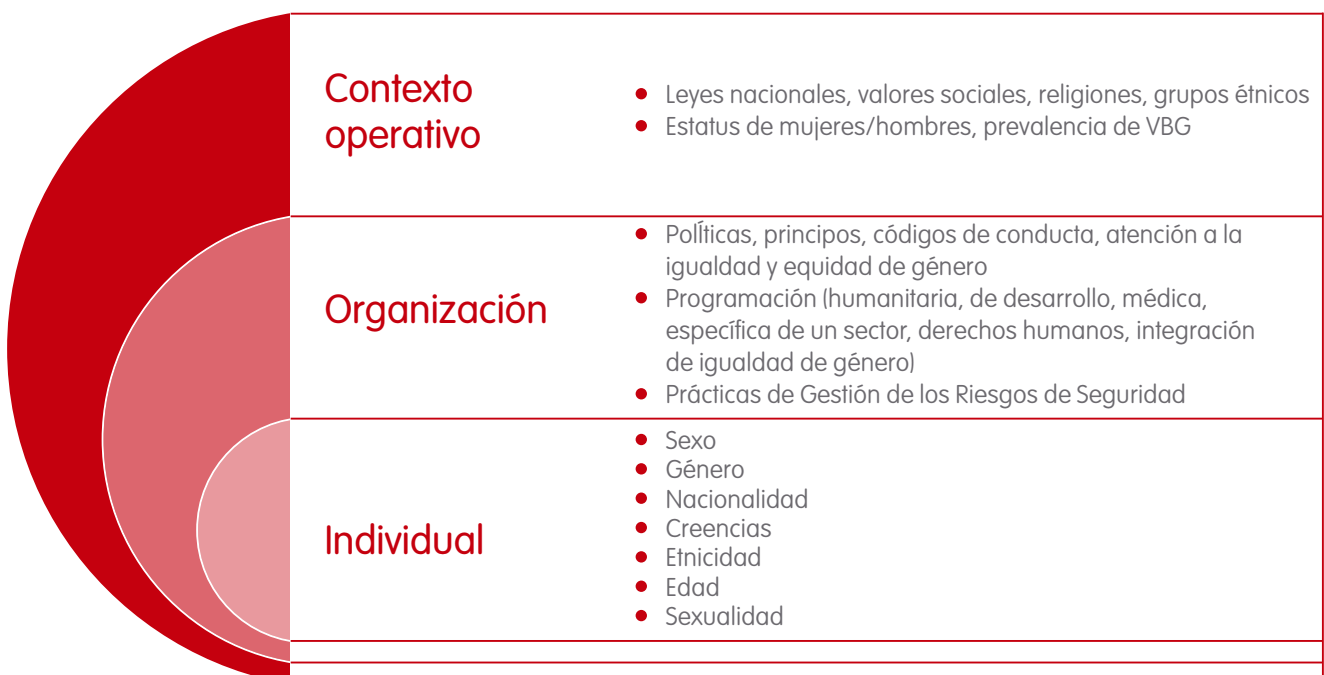 Contexto
operativo
• Leyes nacionales, valores sociales, religiones, grupos étnicos
• Estatus de mujeres/hombres, prevalencia de VBG
Organización
• PolÍticas, principos, códigos de conducta, atención a la
igualdad y equidad de género
• Programación (humanitaria, de desarrollo, médica,
específica de un sector, derechos humanos, integración
de igualdad de género)
• Prácticas de Gestión de los Riesgos de Seguridad
Individual
• Sexo
• Género
• Nacionalidad
• Creencias
• Etnicidad
• Edad
• Sexualidad